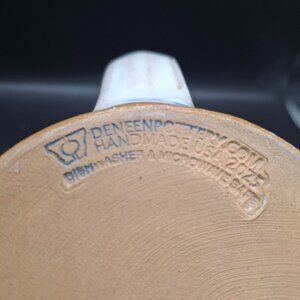 DENEENPOTTERY.COM
HANDMADE USA 2025
DISHWASHER & MICROWAVE SAFE